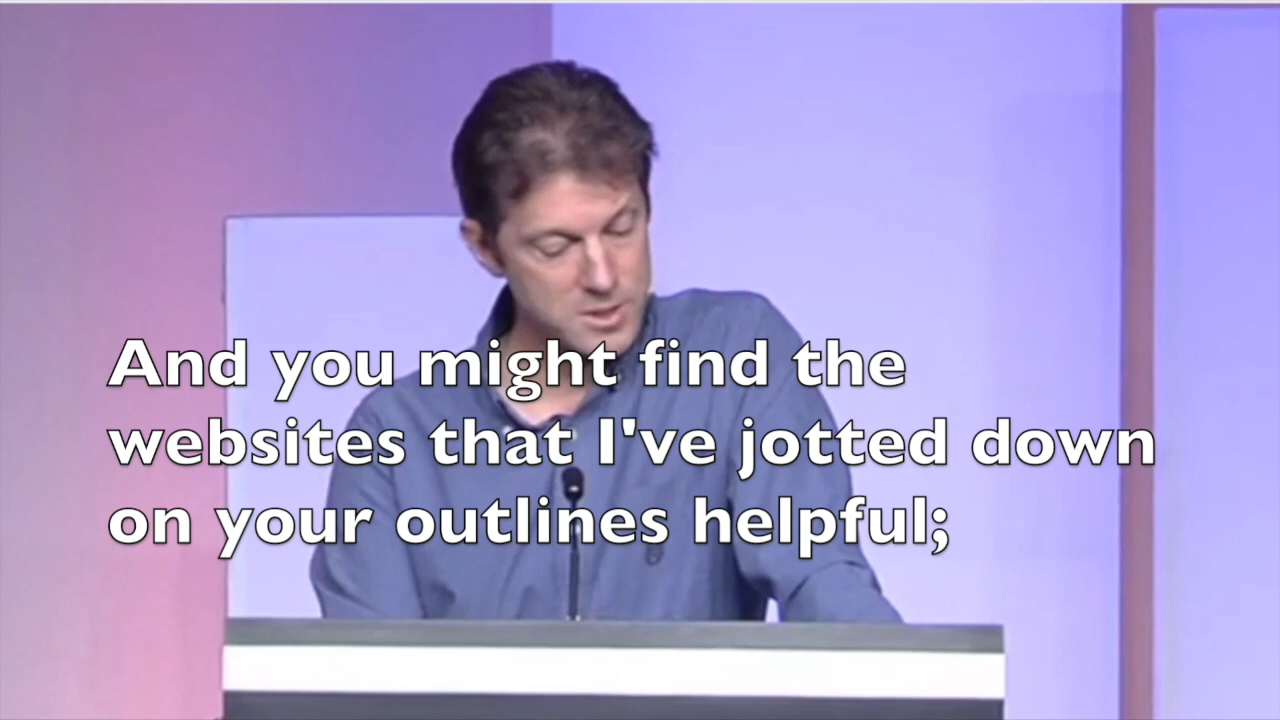 And you might find the
websites that I've jotted down
on your outlines helpful;